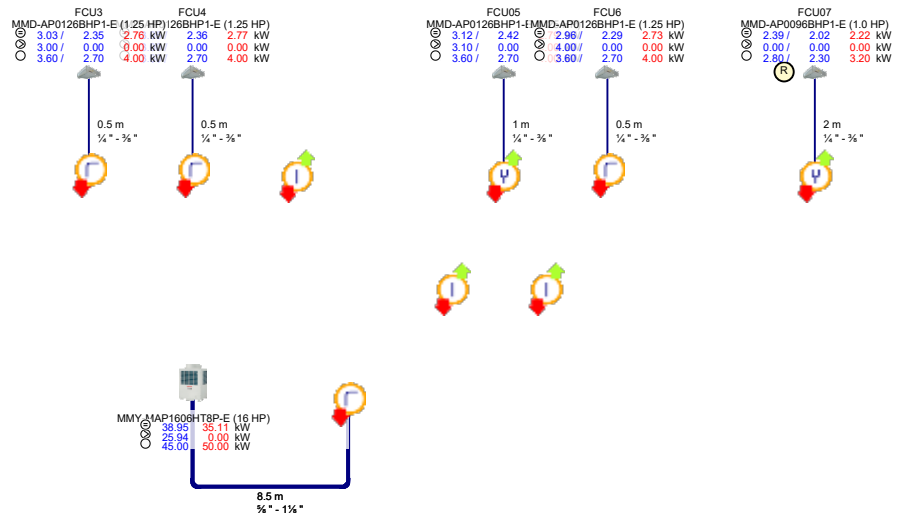 FCU3
MMD-AP0126BHP1-E (1.25 HP)
3.03 / 2.35 2.76 kW
3.00 / 0.00 0.00 kW
3.60 / 2.70 4.00 kW
FCU4
126BHP1-E (1.25 HP)
2.36 2.77 kW
0.00 0.00 kW
2.70 4.00 kW
FCU05
MMD-AP0126BHP1-E
3.12 / 2.42
3.10 / 0.00
3.60 / 2.70
FCU6
MMD-AP0126BHP1-E (1.25 HP)
2.96 / 2.29 2.73 kW
4.00 / 0.00 0.00 kW
3.60 / 2.70 4.00 kW
FCU07
MMD-AP0096BHP1-E (1.0 HP)
2.39 / 2.02 2.22 kW
0.00 / 0.00 0.00 kW
2.80 / 2.30 3.20 kW
R
0.5 m
¼ " - ⅜ "
0.5 m
¼ " - ⅜ "
1 m
¼ " - ⅜ "
0.5 m
¼ " - ⅜ "
2 m
¼ " - ⅜ "
MMY-MAP1606HT8P-E (16 HP)
38.95 35.11 kW
25.94 0.00 kW
45.00 50.00 kW
8.5 m
⅝ " - 1⅛ "